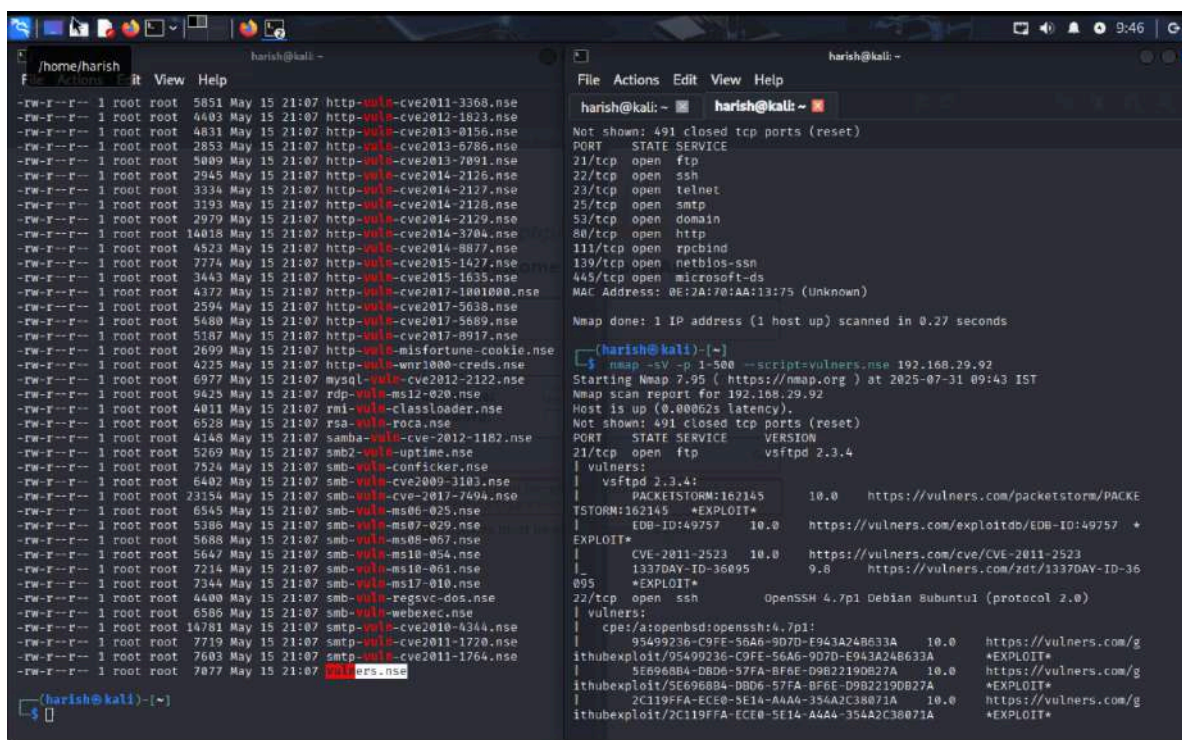 9:46
/home/harish
harish@kali: ~
View Help
-rw-r--r-- 1 root root 5851 May 15 21:07 http-vuln-cve2011-3368.nse
-rw-r--r-- 1 root root 4403 May 15 21:07 http-vuln-cve2012-1823.nse
-rw-r--r-- 1 root root 4831 May 15 21:07 http-vuln-cve2013-0156.nse
-rw-r--r-- 1 root root 2853 May 15 21:07 http-vuln-cve2013-6786.nse
-rw-r--r-- 1 root root 5009 May 15 21:07 http-vuln-cve2013-7091.nse
-rw-r--r-- 1 root root 2945 May 15 21:07 http-vuln-cve2014-2126.nse
-rw-r--r-- 1 root root 3334 May 15 21:07 http-vuln-cve2014-2127.nse
-rw-r--r-- 1 root root 3193 May 15 21:07 http-vuln-cve2014-2128.nse
-rw-r--r-- 1 root root 2979 May 15 21:07 http-vuln-cve2014-2129.nse
-rw-r--r-- 1 root root 14018 May 15 21:07 http-vuln-cve2014-3704.nse
-rw-r--r-- 1 root root 4523 May 15 21:07 http-vuln-cve2014-8877.nse
-rw-r--r-- 1 root root 7774 May 15 21:07 http-vuln-cve2015-1427.nse
-rw-r--r-- 1 root root 3443 May 15 21:07 http-vuln-cve2015-1635.nse
-rw-r--r-- 1 root root 4372 May 15 21:07 http-vuln-cve2017-1001000.nse
-rw-r--r-- 1 root root 2594 May 15 21:07 http-vuln-cve2017-5638.nse
-rw-r--r-- 1 root root 5480 May 15 21:07 http-vuln-cve2017-5689.nse
-rw-r--r-- 1 root root 5187 May 15 21:07 http-vuln-cve2017-8917.nse
-rw-r--r-- 1 root root 2699 May 15 21:07 http-vuln-misfortune-cookie.nse
-rw-r--r-- 1 root root 4225 May 15 21:07 http-vuln-wnr1000-creds.nse
-rw-r--r-- 1 root root 6977 May 15 21:07 mysql-vuln-cve2012-2122.nse
-rw-r--r-- 1 root root 9425 May 15 21:07 rdp-vuln-ms12-020.nse
-rw-r--r-- 1 root root 4011 May 15 21:07 rmi-vuln-classloader.nse
-rw-r--r-- 1 root root 6528 May 15 21:07 rsa-vuln-roca.nse
-rw-r--r-- 1 root root 4148 May 15 21:07 samba-vuln-cve-2012-1182.nse
-rw-r--r-- 1 root root 5269 May 15 21:07 smb2-vuln-uptime.nse
-rw-r--r-- 1 root root 7524 May 15 21:07 smb-vuln-conficker.nse
-rw-r--r-- 1 root root 6402 May 15 21:07 smb-vuln-cve2009-3103.nse
-rw-r--r-- 1 root root 23154 May 15 21:07 smb-vuln-cve-2017-7494.nse
-rw-r--r-- 1 root root 6545 May 15 21:07 smb-vuln-ms06-025.nse
-rw-r--r-- 1 root root 5386 May 15 21:07 smb-vuln-ms07-029.nse
-rw-r--r-- 1 root root 5688 May 15 21:07 smb-vuln-ms08-067.nse
-rw-r--r-- 1 root root 5647 May 15 21:07 smb-vuln-ms10-054.nse
-rw-r--r-- 1 root root 7214 May 15 21:07 smb-vuln-ms10-061.nse
-rw-r--r-- 1 root root 7344 May 15 21:07 smb-vuln-ms17-010.nse
-rw-r--r-- 1 root root 4400 May 15 21:07 smb-vuln-regsvc-dos.nse
-rw-r--r-- 1 root root 6586 May 15 21:07 smb-vuln-webexec.nse
-rw-r--r-- 1 root root 14781 May 15 21:07 smtp-vuln-cve2010-4344.nse
-rw-r--r-- 1 root root 7719 May 15 21:07 smtp-vuln-cve2011-1720.nse
-rw-r--r-- 1 root root 7603 May 15 21:07 smtp-vuln-cve2011-1764.nse
-rw-r--r-- 1 root root 7077 May 15 21:07 vulners.nse
(harish㉿kali)-[~]
$
harish@kali: ~
File Actions Edit View Help
harish@kali: ~ harish@kali: ~
Not shown: 491 closed tcp ports (reset)
PORT STATE SERVICE
21/tcp open ftp
22/tcp open ssh
23/tcp open telnet
25/tcp open smtp
53/tcp open domain
80/tcp open http
111/tcp open rpcbind
139/tcp open netbios-ssn
445/tcp open microsoft-ds
MAC Address: 0E:2A:70:AA:13:75 (Unknown)
Nmap done: 1 IP address (1 host up) scanned in 0.27 seconds
(harish㉿kali)-[~]
$ nmap -sV -p 1-500 --script=vulners.nse 192.168.29.92
Starting Nmap 7.95 ( https://nmap.org ) at 2025-07-31 09:43 IST
Nmap scan report for 192.168.29.92
Host is up (0.00062s latency).
Not shown: 491 closed tcp ports (reset)
PORT STATE SERVICE VERSION
21/tcp open ftp vsftpd 2.3.4
| vulners:
| vsftpd 2.3.4:
| PACKETSTORM:162145 10.0 https://vulners.com/packetstorm/PACKE
TSTORM:162145 *EXPLOIT*
| EDB-ID:49757 10.0 https://vulners.com/exploitdb/EDB-ID:49757 *
EXPLOIT*
| CVE-2011-2523 10.0 https://vulners.com/cve/CVE-2011-2523
|_ 1337DAY-ID-36095 9.8 https://vulners.com/zdt/1337DAY-ID-36
095 *EXPLOIT*
22/tcp open ssh OpenSSH 4.7p1 Debian 8ubuntu1 (protocol 2.0)
| vulners:
| cpe:/a:openbsd:openssh:4.7p1:
| 95499236-C9FE-56A6-9D7D-E943A24B633A 10.0 https://vulners.com/g
ithubexploit/95499236-C9FE-56A6-9D7D-E943A24B633A *EXPLOIT*
| 5E6968B4-DBD6-57FA-BF6E-D9B2219DB27A 10.0 https://vulners.com/g
ithubexploit/5E6968B4-DBD6-57FA-BF6E-D9B2219DB27A *EXPLOIT*
| 2C119FFA-ECE0-5E14-A4A4-354A2C38071A 10.0 https://vulners.com/g
ithubexploit/2C119FFA-ECE0-5E14-A4A4-354A2C38071A *EXPLOIT*